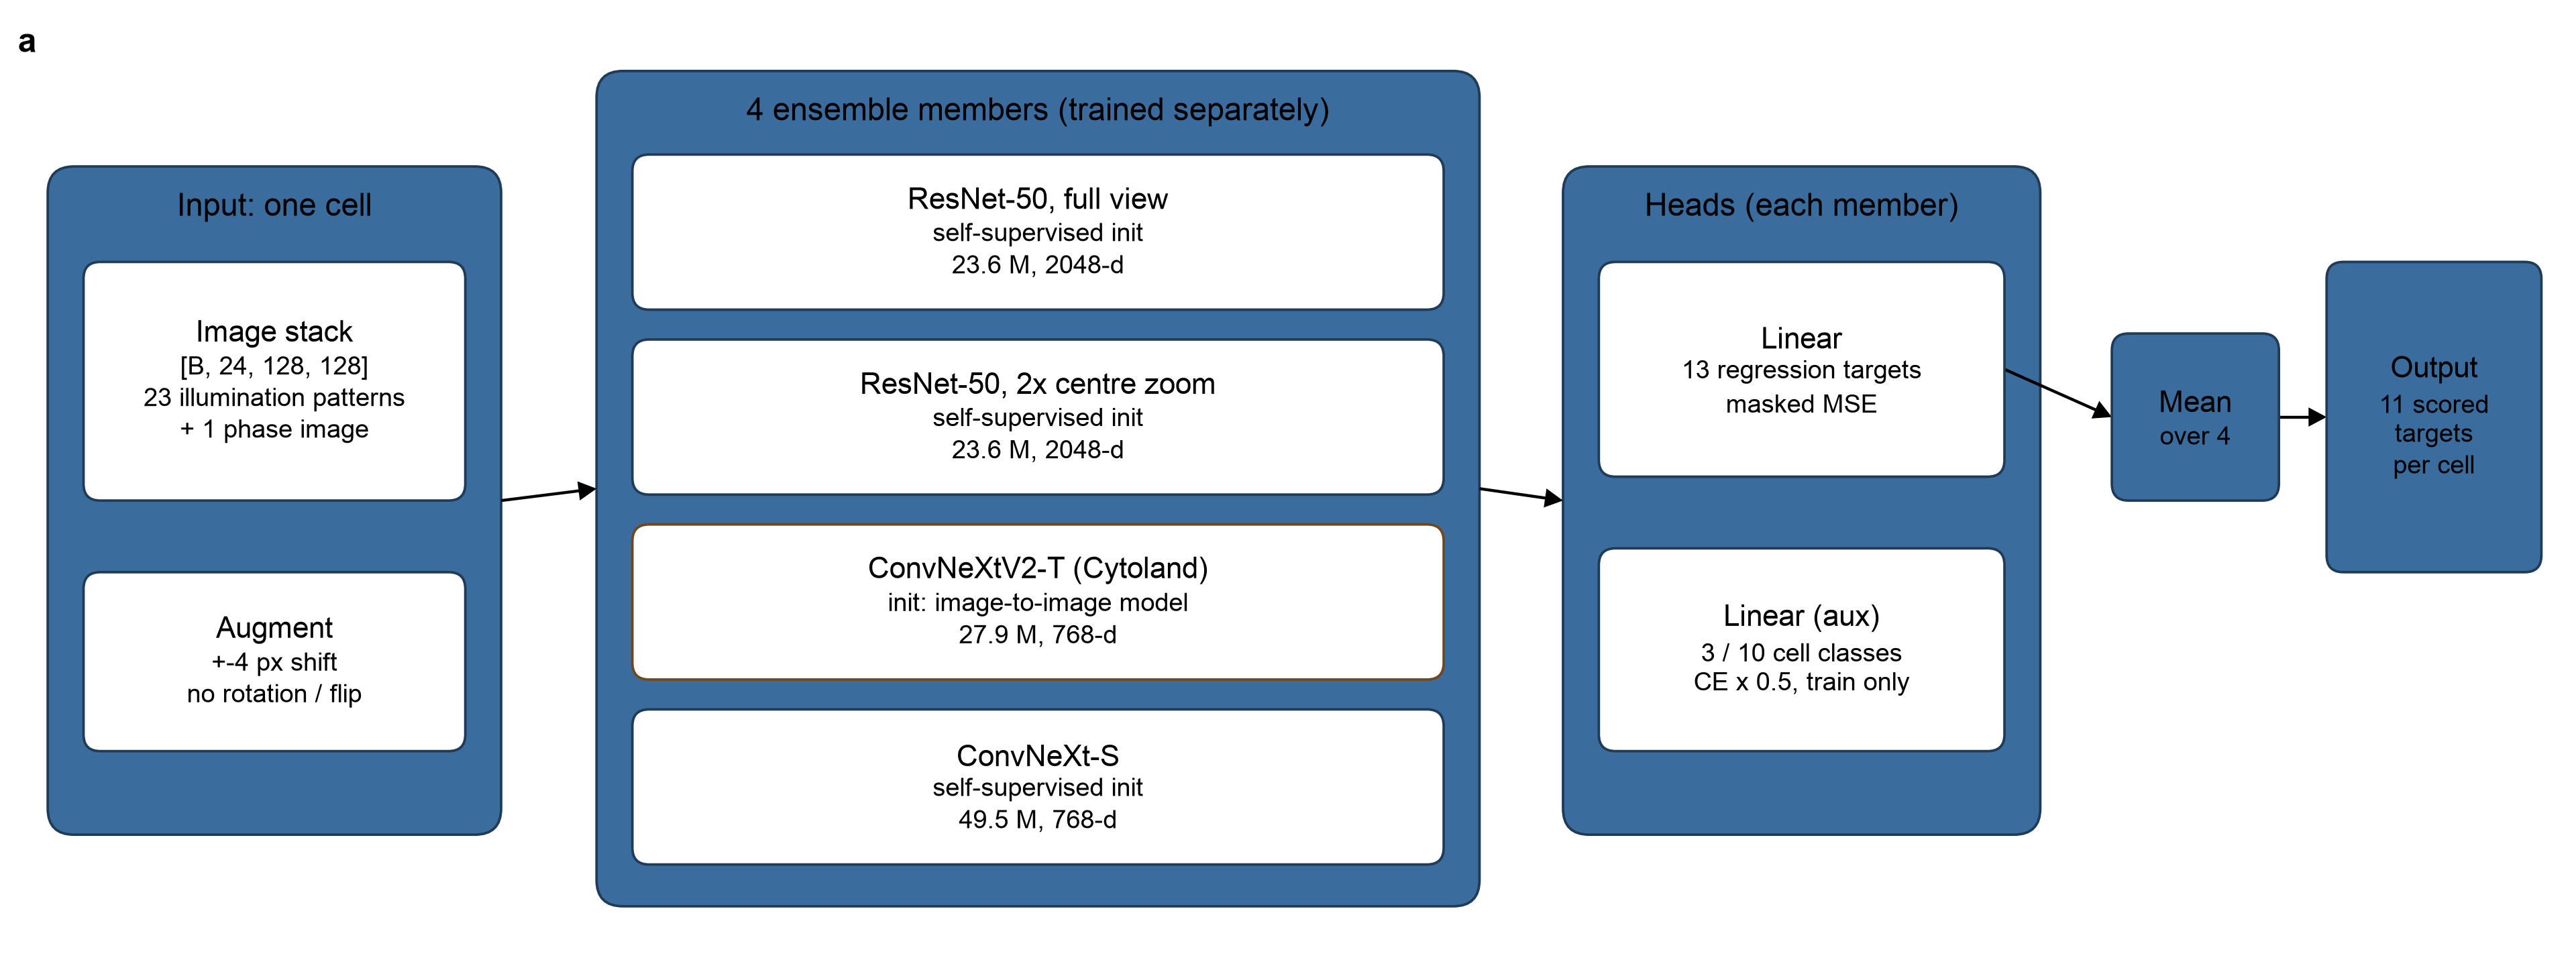 a
Input: one cell
Image stack
[B, 24, 128, 128]
23 illumination patterns
+ 1 phase image
Augment
+-4 px shift
no rotation / flip
4 ensemble members (trained separately)
ResNet-50, full view
self-supervised init
23.6 M, 2048-d
ResNet-50, 2x centre zoom
self-supervised init
23.6 M, 2048-d
ConvNeXtV2-T (Cytoland)
init: image-to-image model
27.9 M, 768-d
ConvNeXt-S
self-supervised init
49.5 M, 768-d
Heads (each member)
Linear
13 regression targets
masked MSE
Linear (aux)
3 / 10 cell classes
CE x 0.5, train only
Mean
over 4
Output
11 scored
targets
per cell